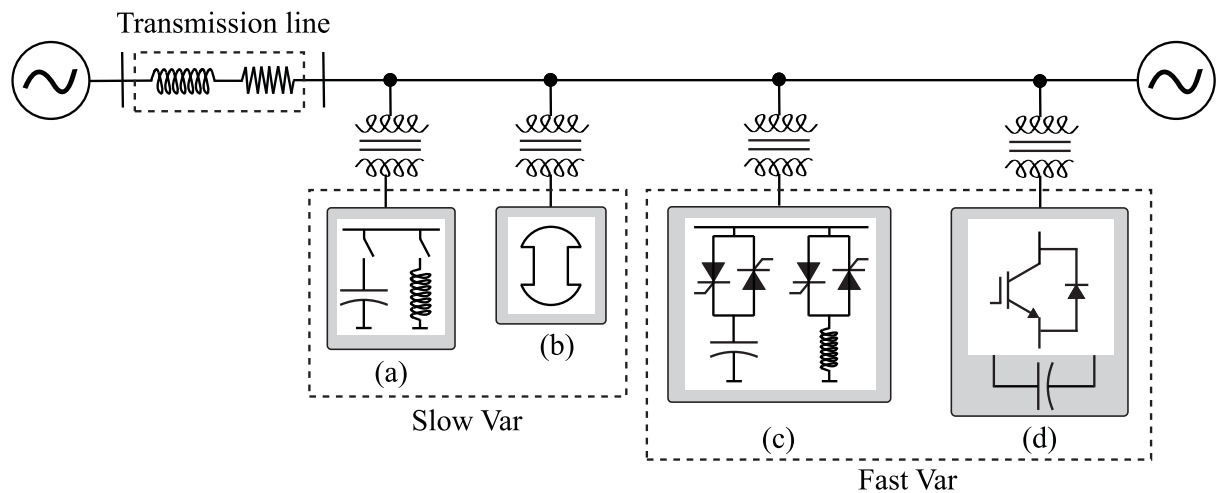 Transmission line
(a)
(b)
Slow Var
(c)
(d)
Fast Var